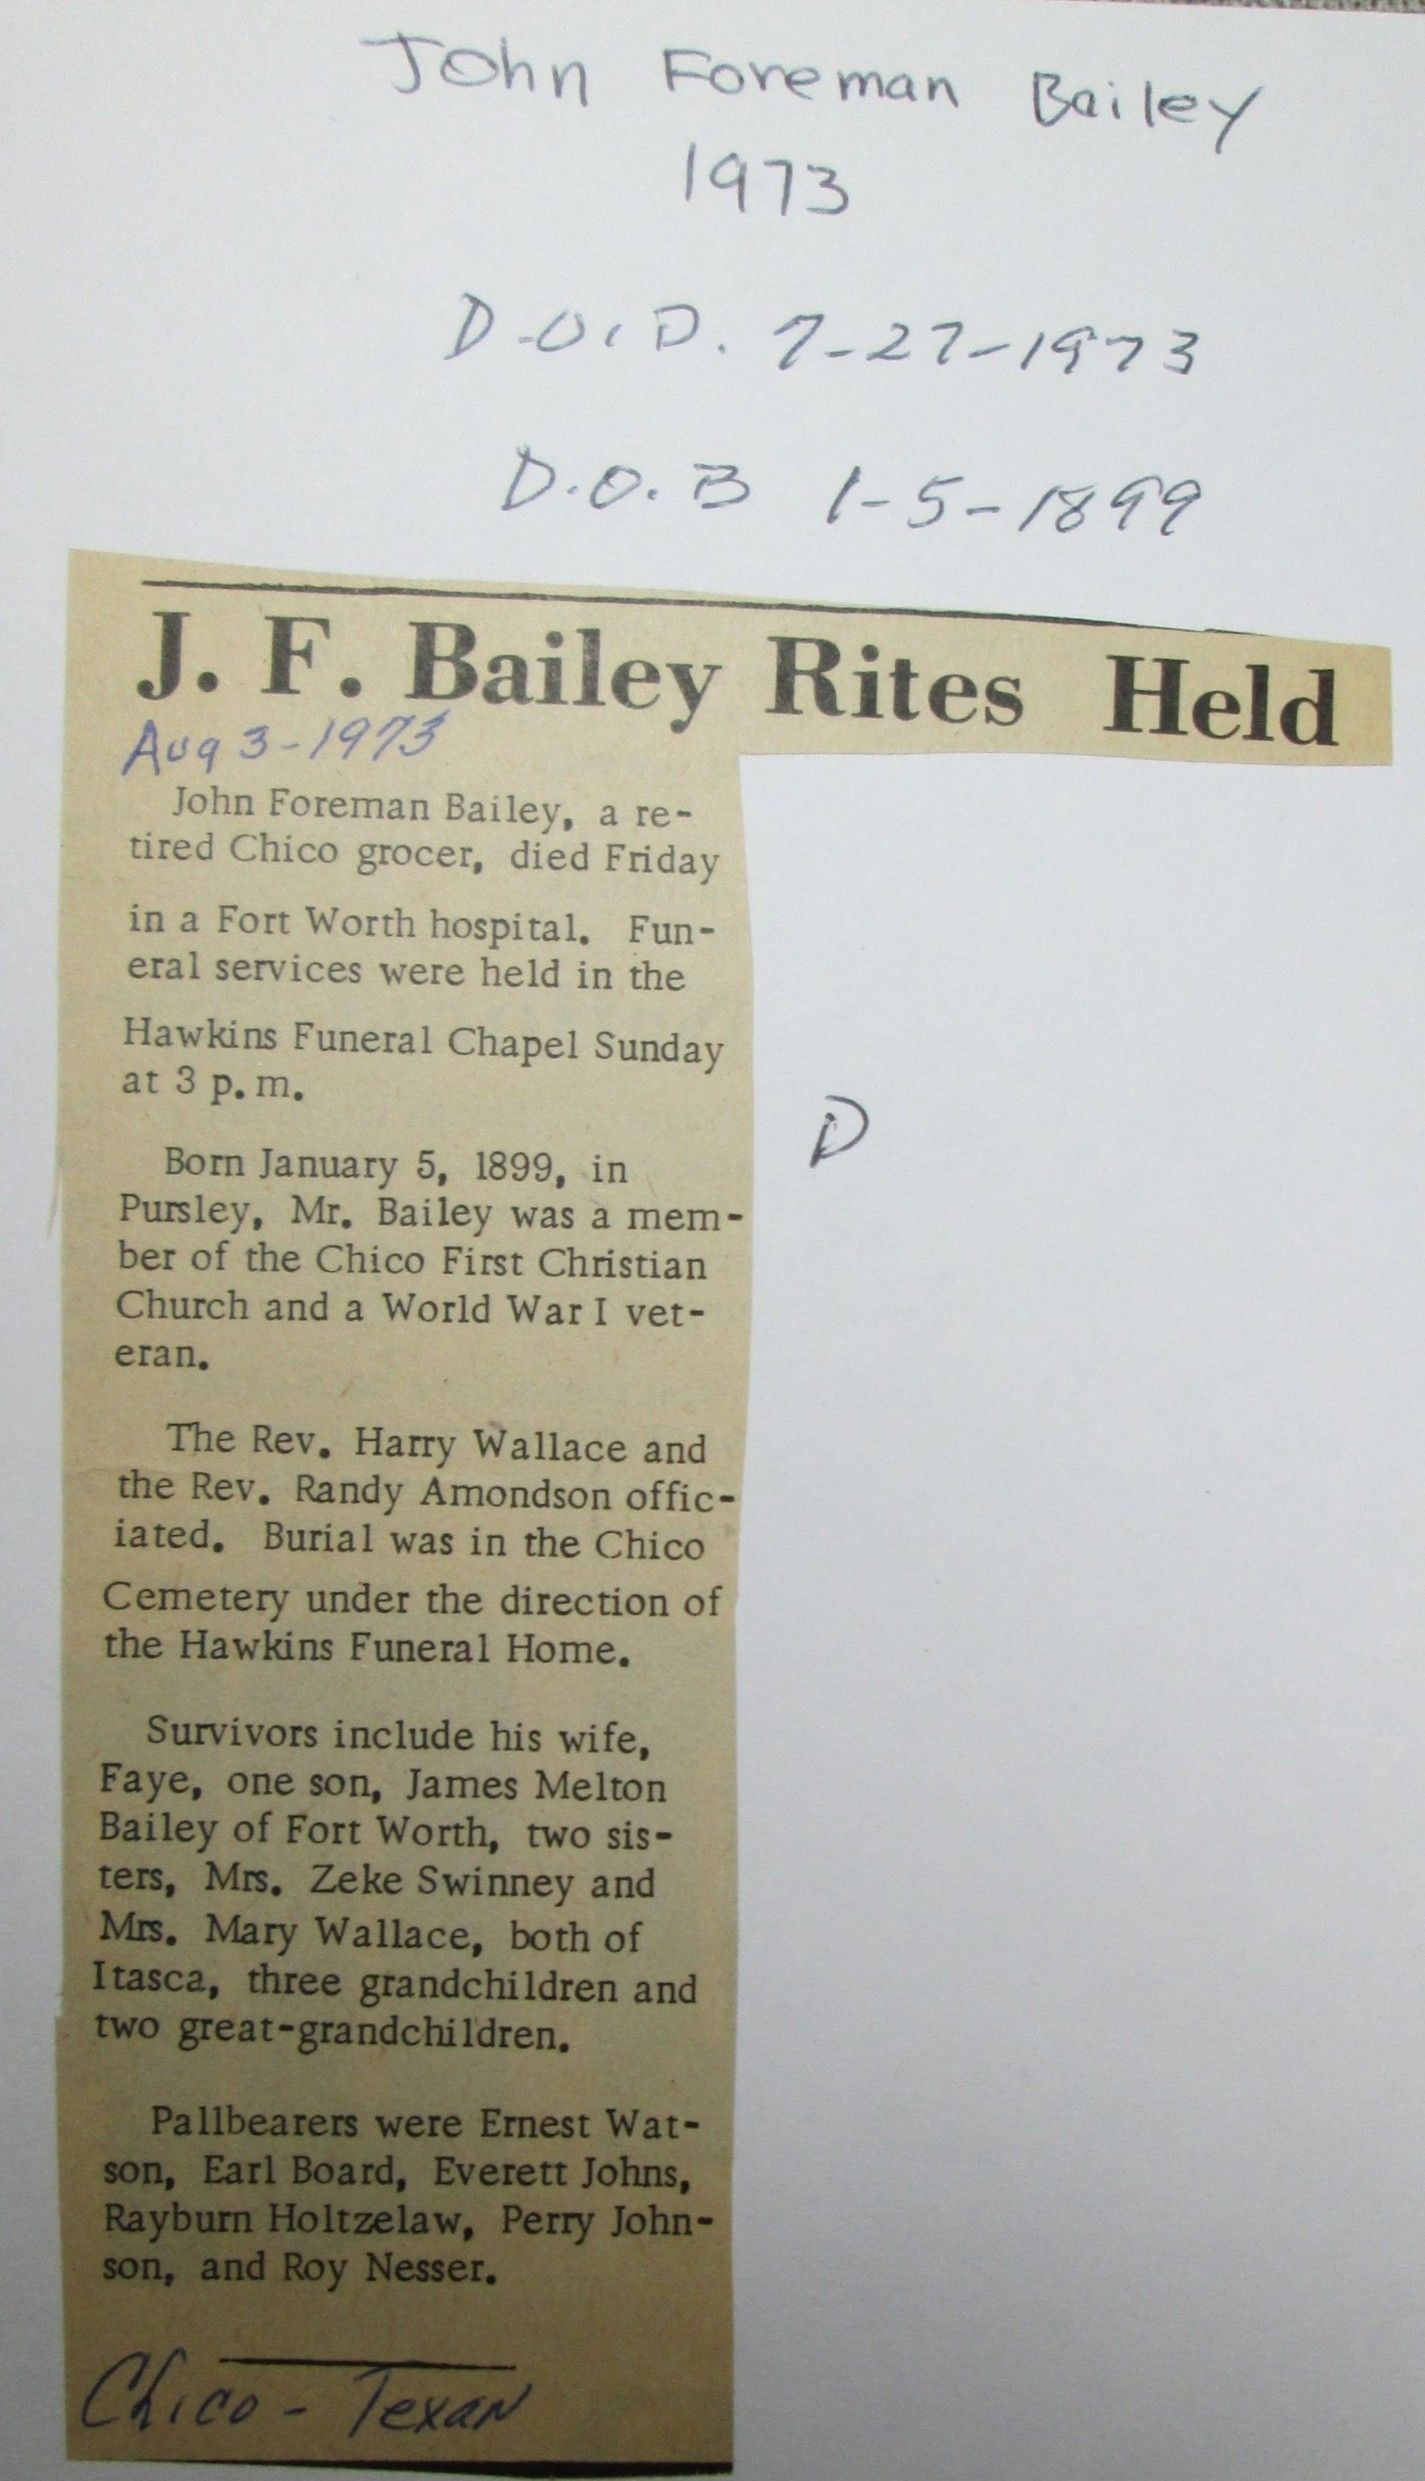 John Foreman Bailey
1973
D.O.D. 7-27-1973
D.O.B 1-5-1899
J. F. Bailey Rites Held
Aug 3-1973
John Foreman Bailey, a re-
tired Chico grocer, died Friday
in a Fort Worth hospital. Fun-
eral services were held in the
Hawkins Funeral Chapel Sunday
at 3 p.m.
D
Born January 5, 1899, in
Pursley, Mr. Bailey was a mem-
ber of the Chico First Christian
Church and a World War I vet-
eran.
The Rev. Harry Wallace and
the Rev. Randy Amondson offic-
iated. Burial was in the Chico
Cemetery under the direction of
the Hawkins Funeral Home.
Survivors include his wife,
Faye, one son, James Melton
Bailey of Fort Worth, two sis-
ters, Mrs. Zeke Swinney and
Mrs. Mary Wallace, both of
Itasca, three grandchildren and
two great-grandchildren.
Pallbearers were Ernest Wat-
son, Earl Board, Everett Johns,
Rayburn Holtzelaw, Perry John-
son, and Roy Nesser.
Chico - Texan